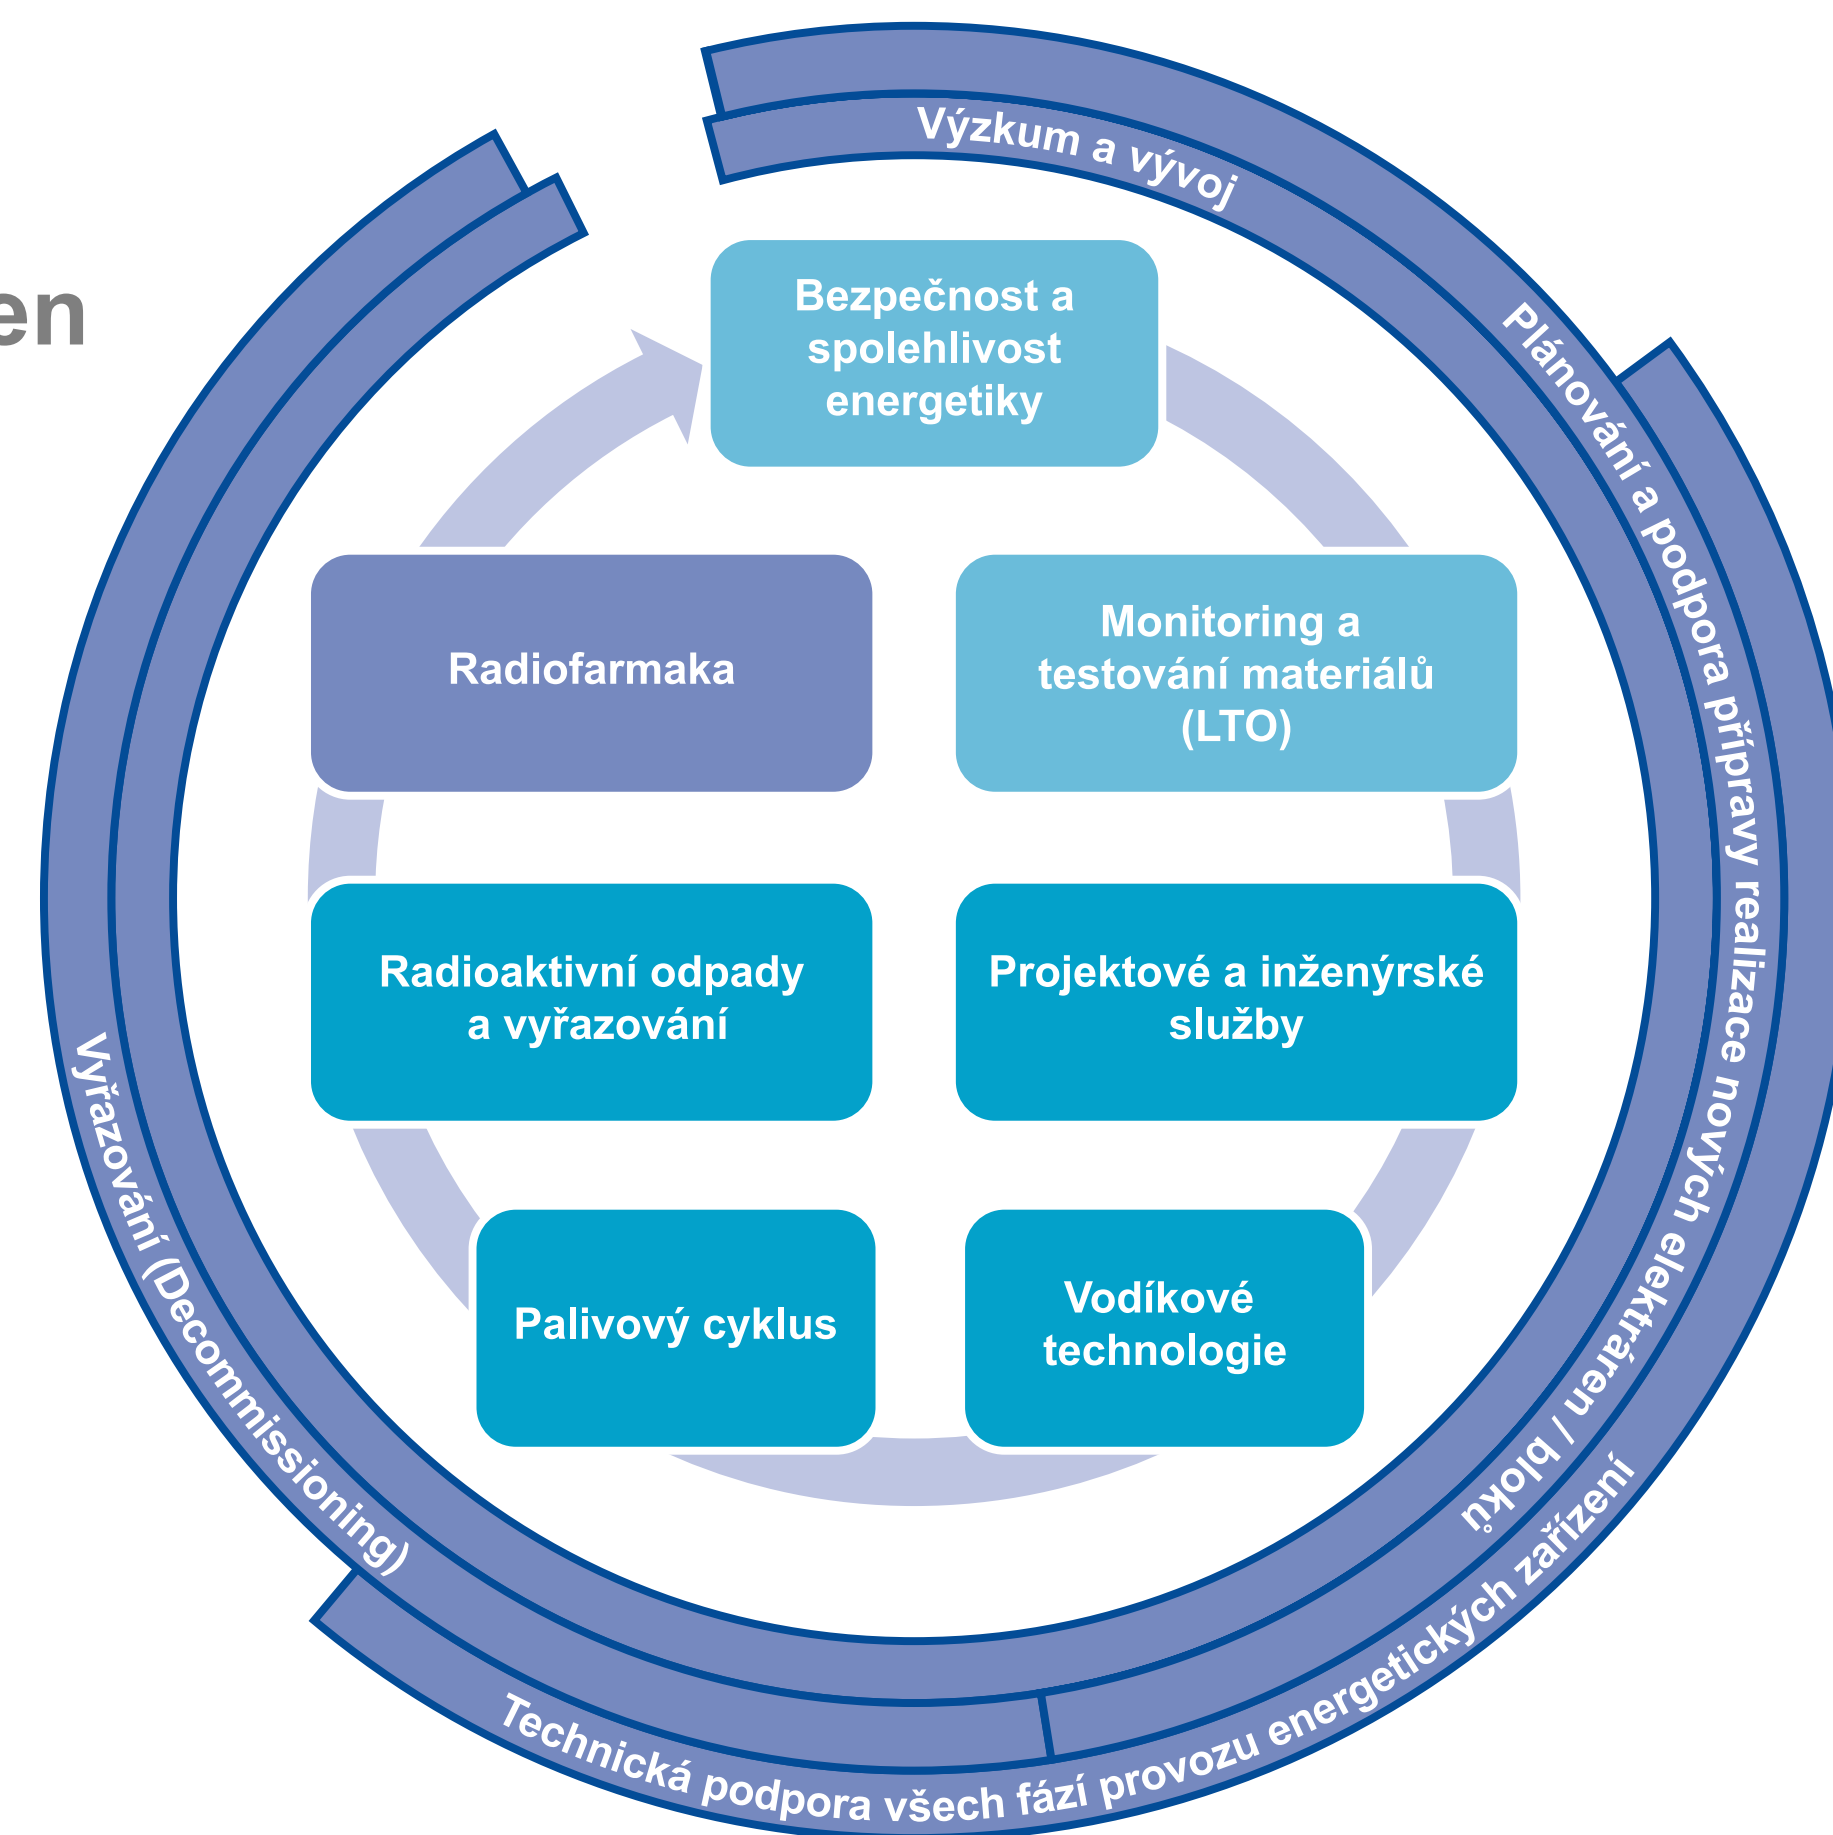 en
Výzkum a vývoj
Plánování a podpora přípravy realizace nových elektráren / bloků
Technická podpora všech fází provozu energetických zařízení
Vyřazování (Decommissioning)
Bezpečnost a
spolehlivost
energetiky
Monitoring a
testování materiálů
(LTO)
Projektové a inženýrské
služby
Vodíkové
technologie
Palivový cyklus
Radioaktivní odpady
a vyřazování
Radiofarmaka